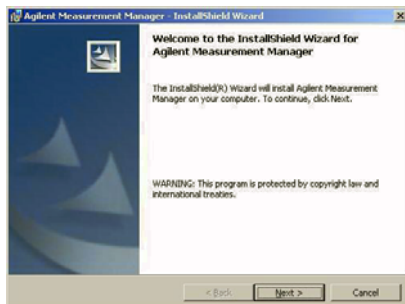 Agilent Measurement Manager - InstallShield Wizard
Welcome to the InstallShield Wizard for
Agilent Measurement Manager
The InstallShield(R) Wizard will install Agilent Measurement
Manager on your computer. To continue, click Next.
WARNING: This program is protected by copyright law and
international treaties.
< Back
Next >
Cancel